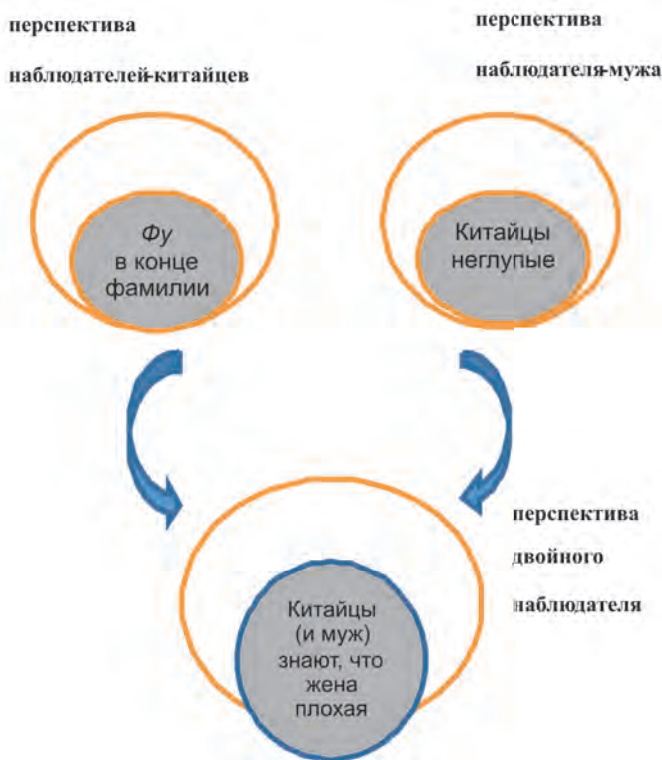 перспектива
наблюдателей-китайцев
перспектива
наблюдателя-мужа
Фу
в конце
фамилии
Китайцы
неглупые
перспектива
двойного
наблюдателя
Китайцы
(и муж)
знают, что
жена
плохая